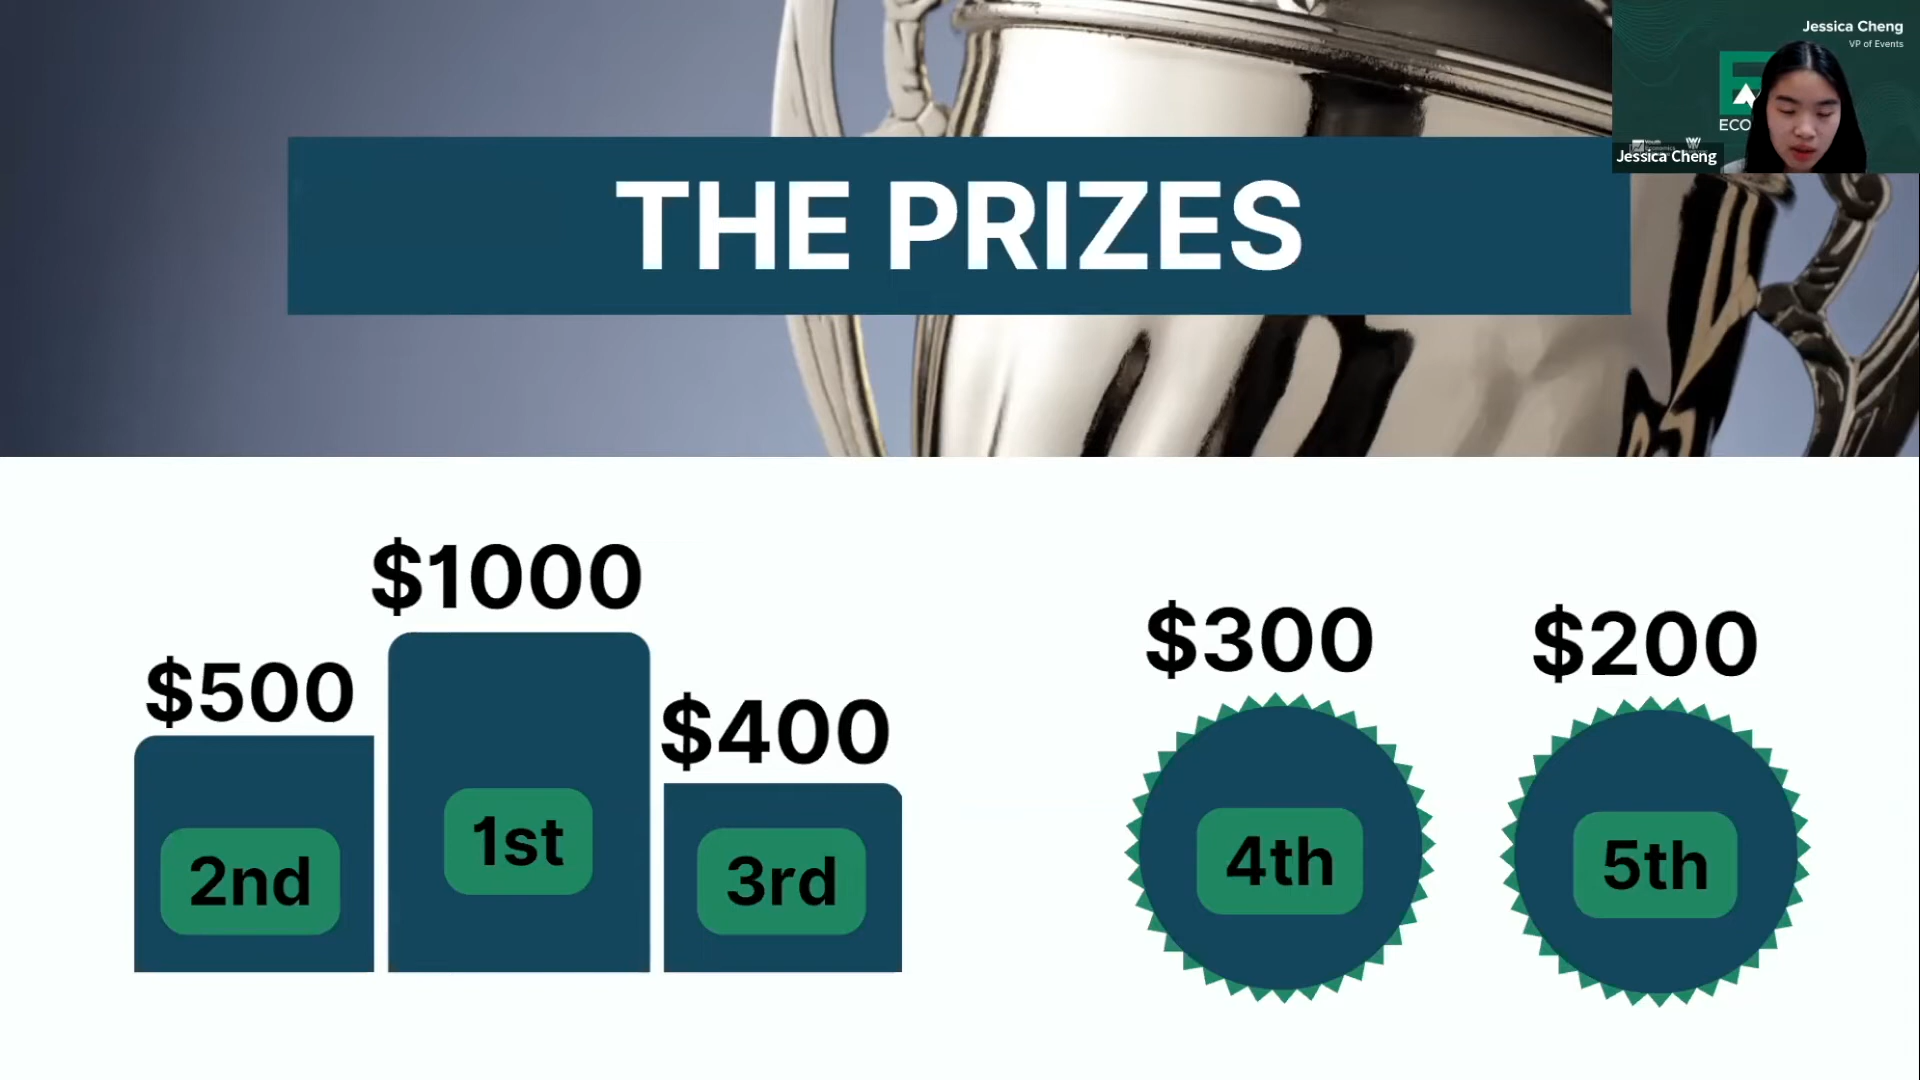 Jessica Cheng
VP of Events
ECO
Jessica Cheng
THE PRIZES
$1000
$500
$400
1st
2nd
3rd
$300
$200
4th
5th